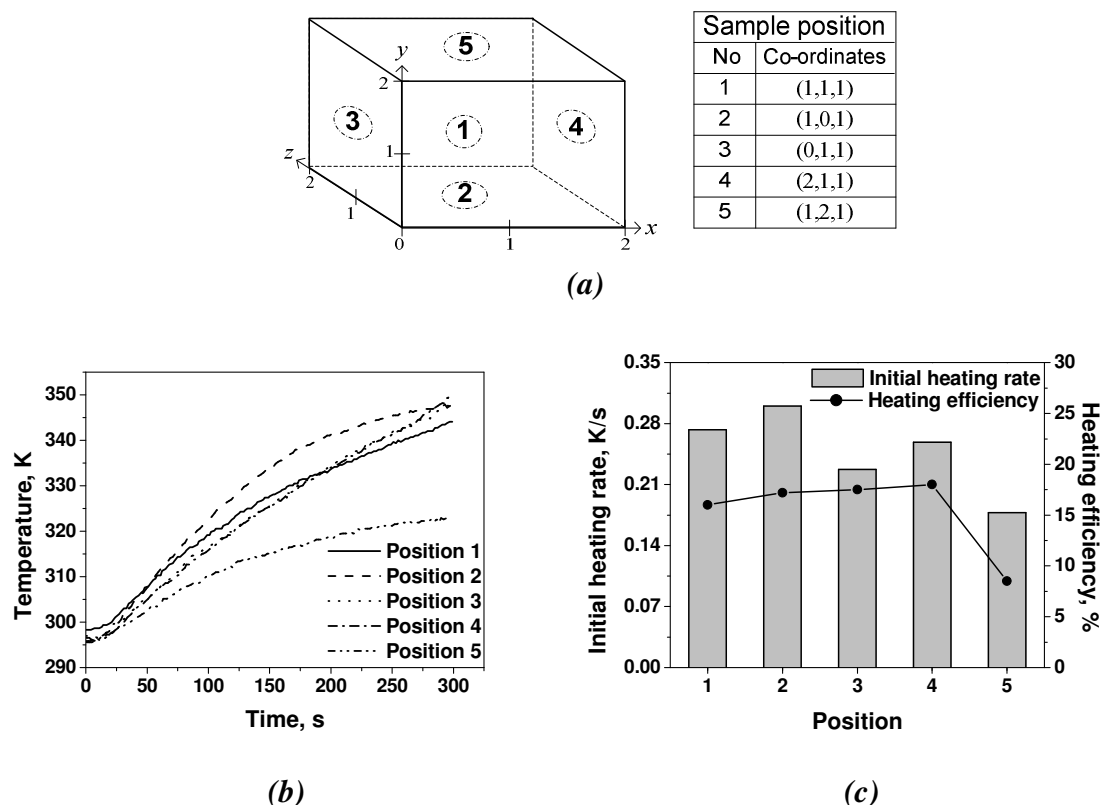 Sample position
No Co-ordinates
1 (1,1,1)
2 (1,0,1)
3 (0,1,1)
4 (2,1,1)
5 (1,2,1)
y
5
2
3
1
4
1
z
2
2
1
0
1
2
x
(a)
350
340
330
320
310
300
290
Temperature, K
Position 1
Position 2
Position 3
Position 4
Position 5
0 50 100 150 200 250 300
Time, s
(b)
0.35
0.28
0.21
0.14
0.07
0.00
Initial heating rate, K/s
Initial heating rate
Heating efficiency
30
25
20
15
10
5
0
Heating efficiency, %
1 2 3 4 5
Position
(c)